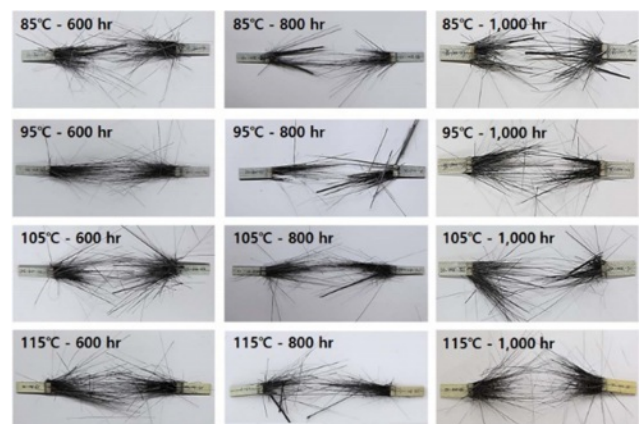 85℃ - 600 hr
85℃ - 800 hr
85℃ - 1,000 hr
95℃ - 600 hr
95℃ - 800 hr
95℃ - 1,000 hr
105℃ - 600 hr
105℃ - 800 hr
105℃ - 1,000 hr
115℃ - 600 hr
115℃ - 800 hr
115℃ - 1,000 hr